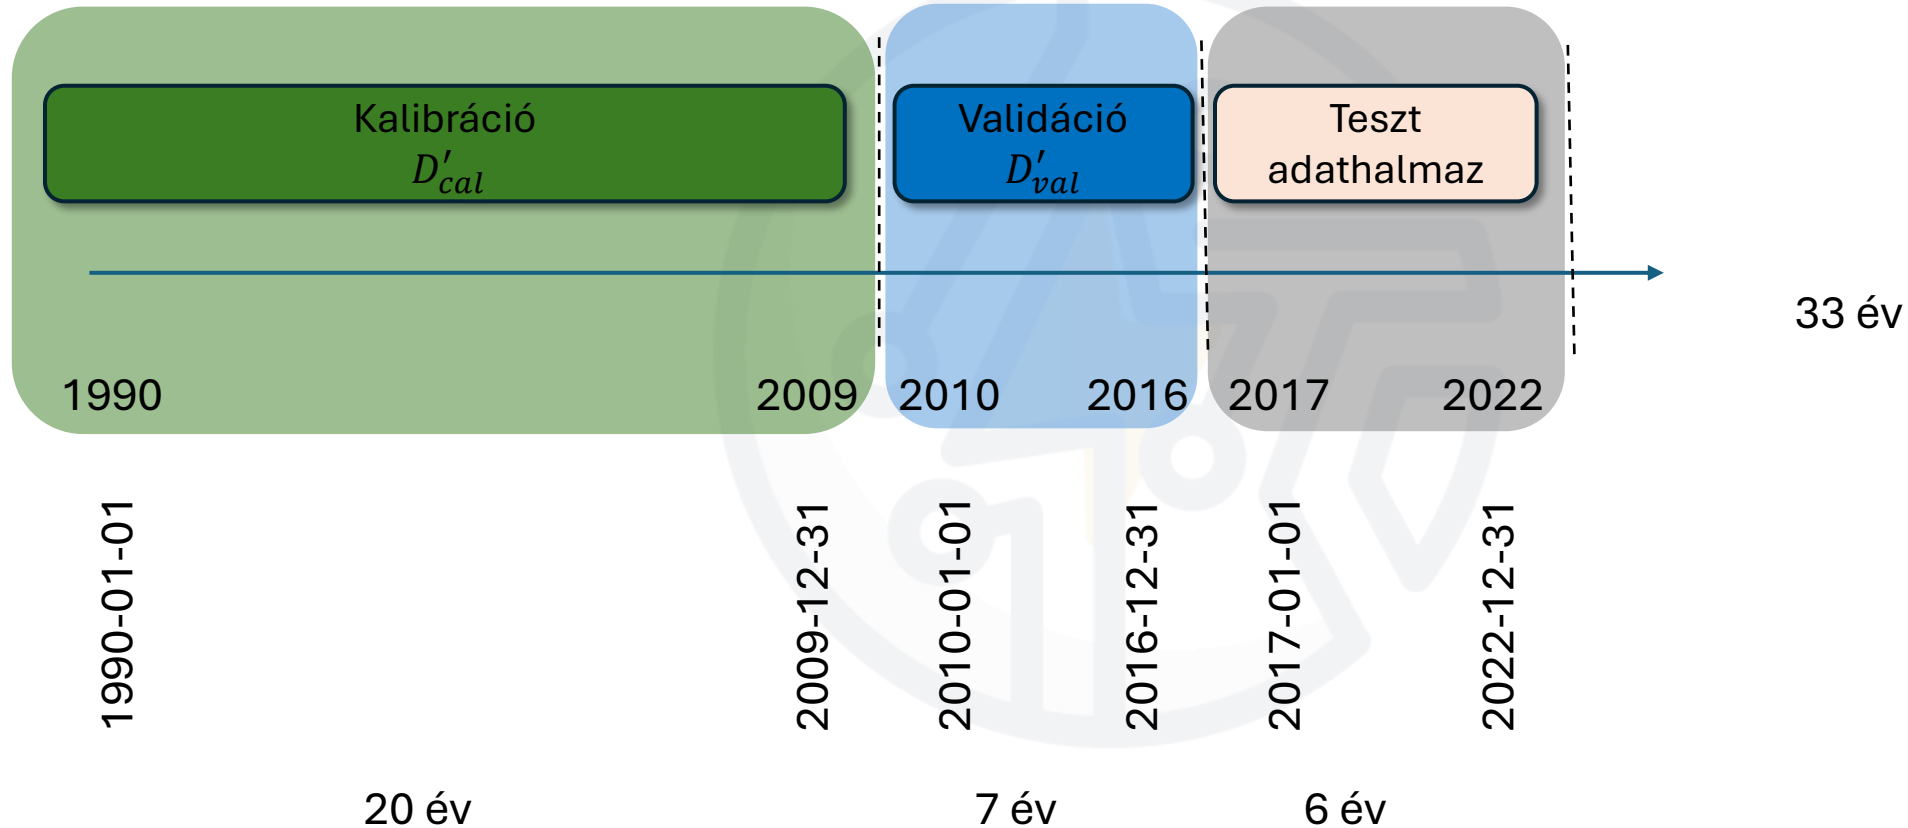 Kalibráció
D′cal
Validáció
D′val
Teszt
adathalmaz
33 év
1990
2009
2010
2016
2017
2022
1990-01-01
2009-12-31
2010-01-01
2016-12-31
2017-01-01
2022-12-31
20 év
7 év
6 év